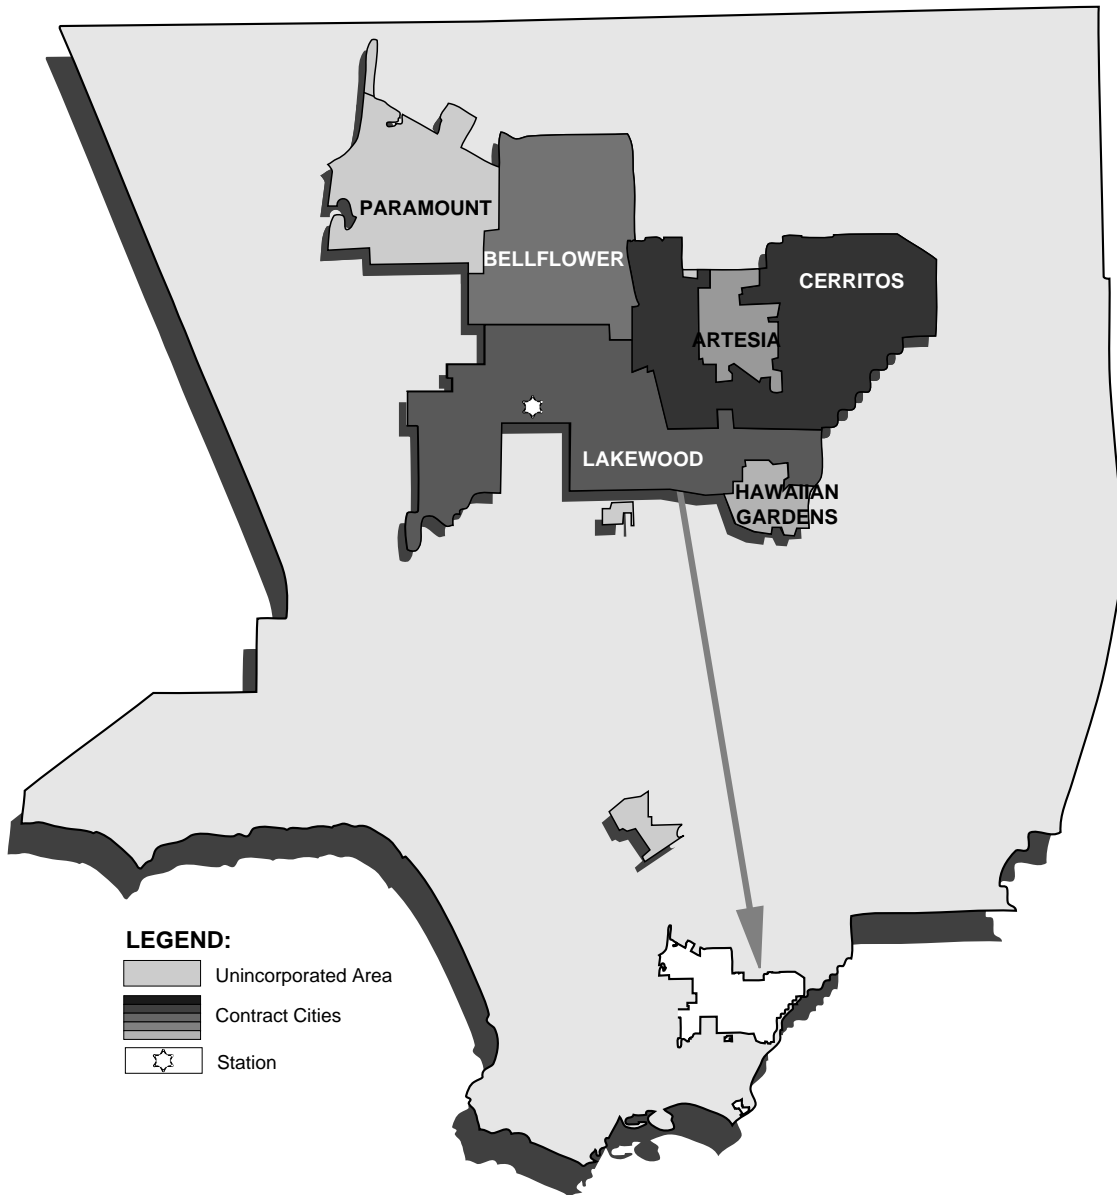 PARAMOUNT
BELLFLOWER
CERRITOS
ARTESIA
LAKEWOOD
HAWAIIAN
GARDENS
LEGEND:
Unincorporated Area
Contract Cities
Station